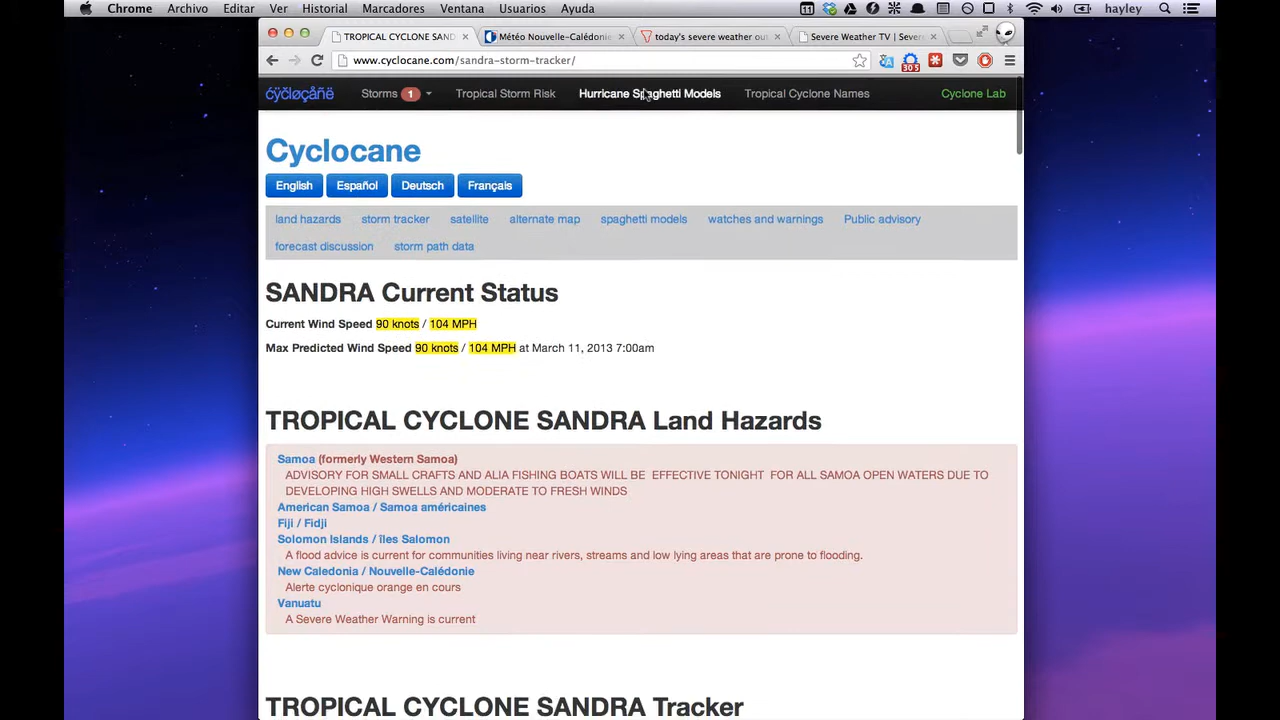 Chrome Archivo Editar Ver Historial Marcadores Ventana Usuarios Ayuda 11 hayley
TROPICAL CYCLONE SAND Météo Nouvelle-Calédonie today's severe weather ou Severe Weather TV | Sever
www.cyclocane.com/sandra-storm-tracker/ 305
ćÿçløçåñë Storms 1 Tropical Storm Risk Hurricane Spaghetti Models Tropical Cyclone Names Cyclone Lab
Cyclocane
English Español Deutsch Français
land hazards storm tracker satellite alternate map spaghetti models watches and warnings Public advisory
forecast discussion storm path data
SANDRA Current Status
Current Wind Speed 90 knots / 104 MPH
Max Predicted Wind Speed 90 knots / 104 MPH at March 11, 2013 7:00am
TROPICAL CYCLONE SANDRA Land Hazards
Samoa (formerly Western Samoa)
ADVISORY FOR SMALL CRAFTS AND ALIA FISHING BOATS WILL BE EFFECTIVE TONIGHT FOR ALL SAMOA OPEN WATERS DUE TO
DEVELOPING HIGH SWELLS AND MODERATE TO FRESH WINDS
American Samoa / Samoa américaines
Fiji / Fidji
Solomon Islands / îles Salomon
A flood advice is current for communities living near rivers, streams and low lying areas that are prone to flooding.
New Caledonia / Nouvelle-Calédonie
Alerte cyclonique orange en cours
Vanuatu
A Severe Weather Warning is current
TROPICAL CYCLONE SANDRA Tracker